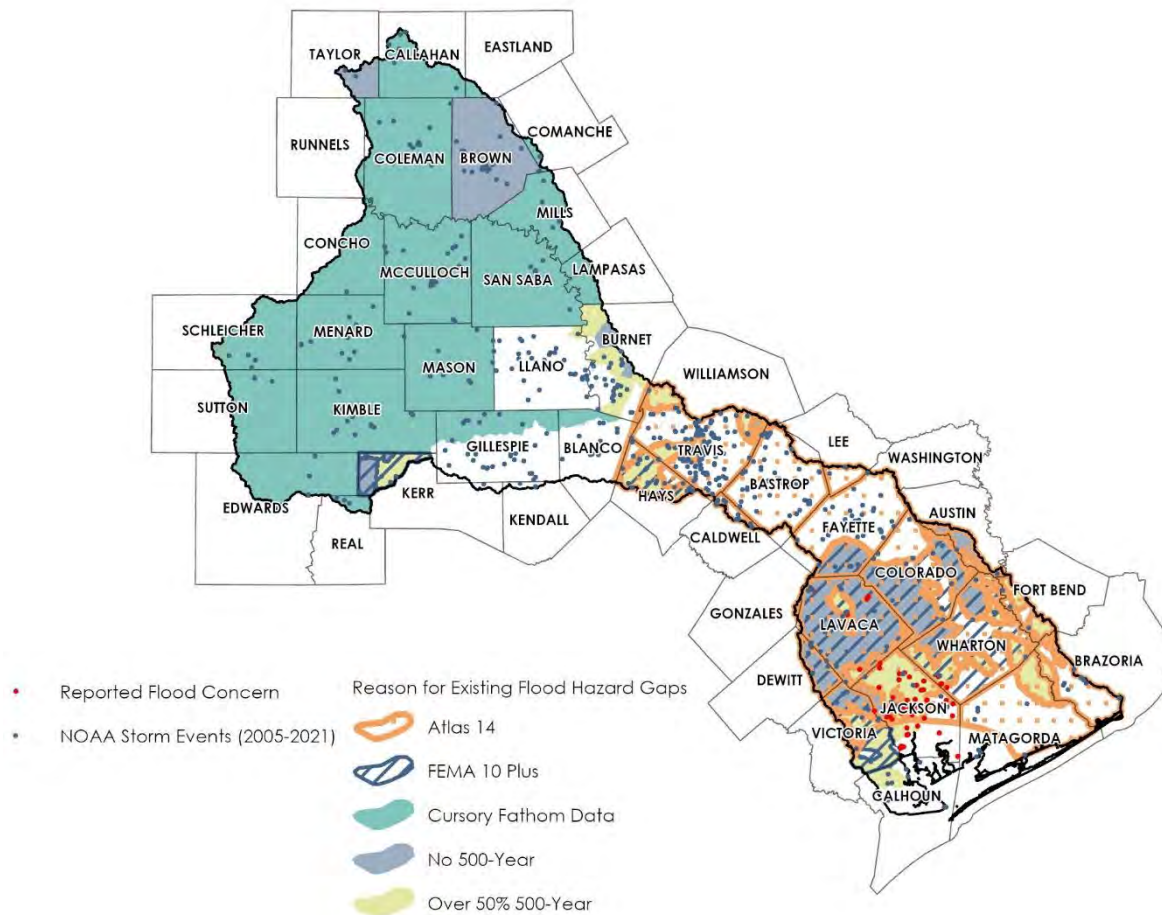 TAYLOR
CALLAHAN
EASTLAND
RUNNELS
COLEMAN
BROWN
COMANCHE
MILLS
CONCHO
MCCULLOCH
SAN SABA
LAMPASAS
SCHLEICHER
MENARD
BURNET
MASON
LLANO
WILLIAMSON
SUTTON
KIMBLE
GILLESPIE
BLANCO
TRAVIS
LEE
WASHINGTON
BASTROP
KERR
HAYS
EDWARDS
KENDALL
FAYETTE
AUSTIN
REAL
CALDWELL
COLORADO
FORT BEND
GONZALES
LAVACA
WHARTON
BRAZORIA
DEWITT
JACKSON
VICTORIA
MATAGORDA
CALHOUN
Reported Flood Concern
NOAA Storm Events (2005-2021)
Reason for Existing Flood Hazard Gaps
Atlas 14
FEMA 10 Plus
Cursory Fathom Data
No 500-Year
Over 50% 500-Year